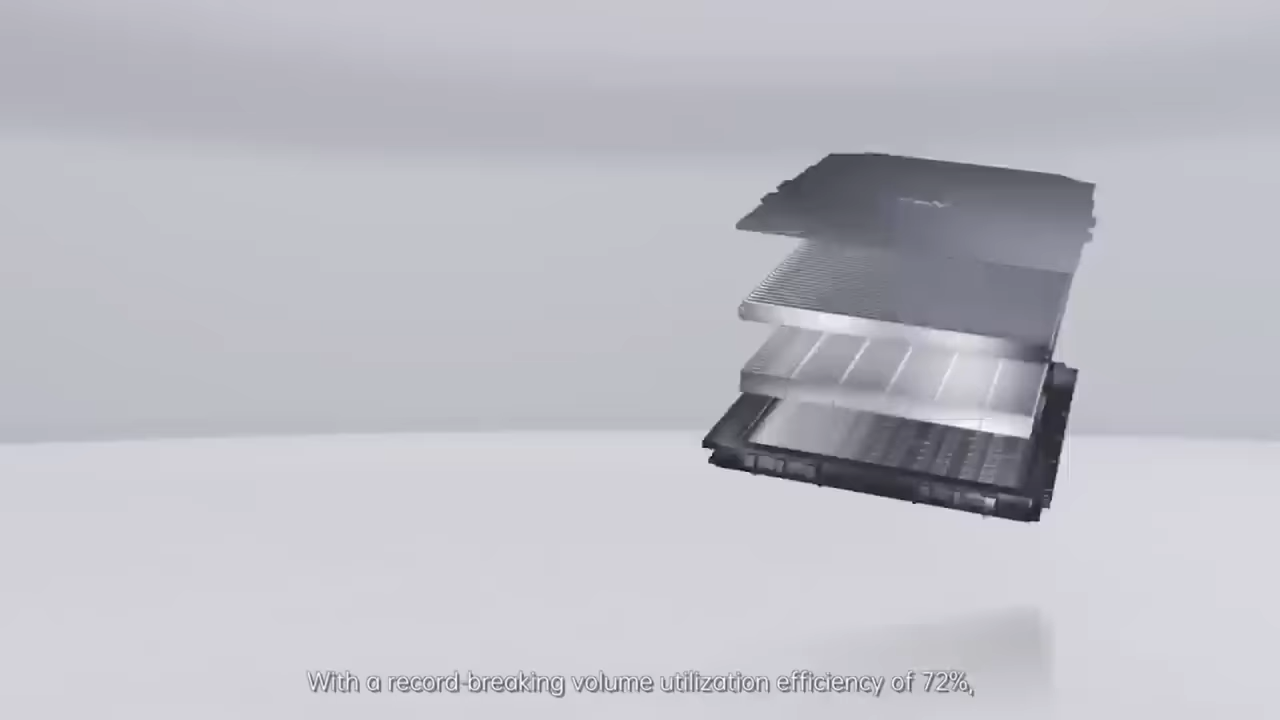 With a record-breaking volume utilization efficiency of 72%,